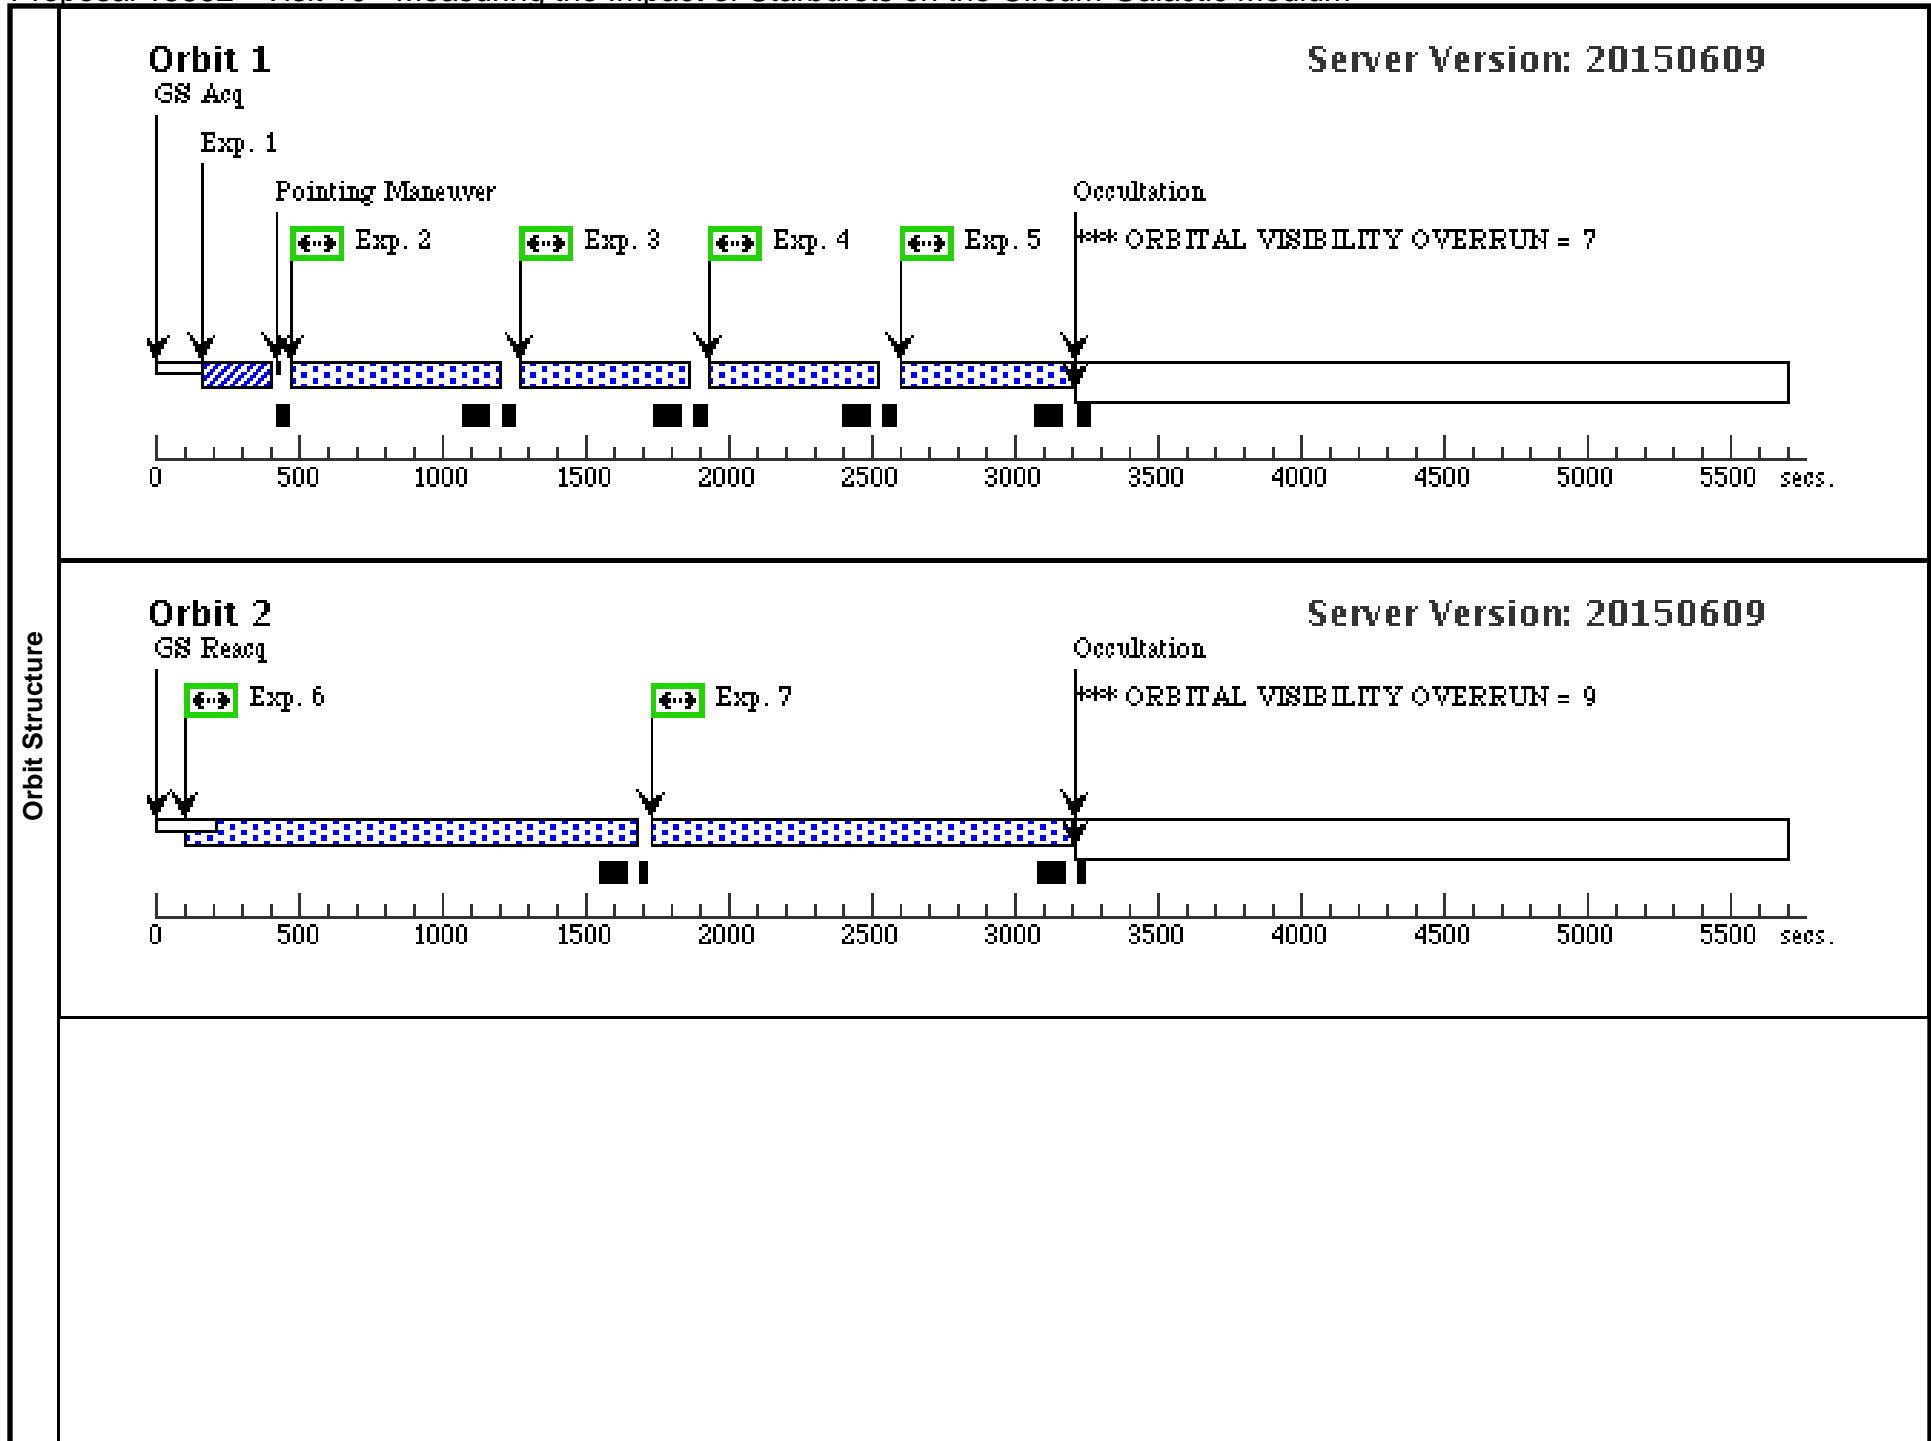 Orbit 1
Server Version: 20150609
GS Acq
Exp. 1
Pointing Maneuver
Occultation
Exp. 2
Exp. 3
Exp. 4
Exp. 5
*** ORBITAL VISIBILITY OVERRUN = 7
0 500 1000 1500 2000 2500 3000 3500 4000 4500 5000 5500 secs.
Orbit Structure
Orbit 2
Server Version: 20150609
GS Reacq
Occultation
Exp. 6
Exp. 7
*** ORBITAL VISIBILITY OVERRUN = 9
0 500 1000 1500 2000 2500 3000 3500 4000 4500 5000 5500 secs.